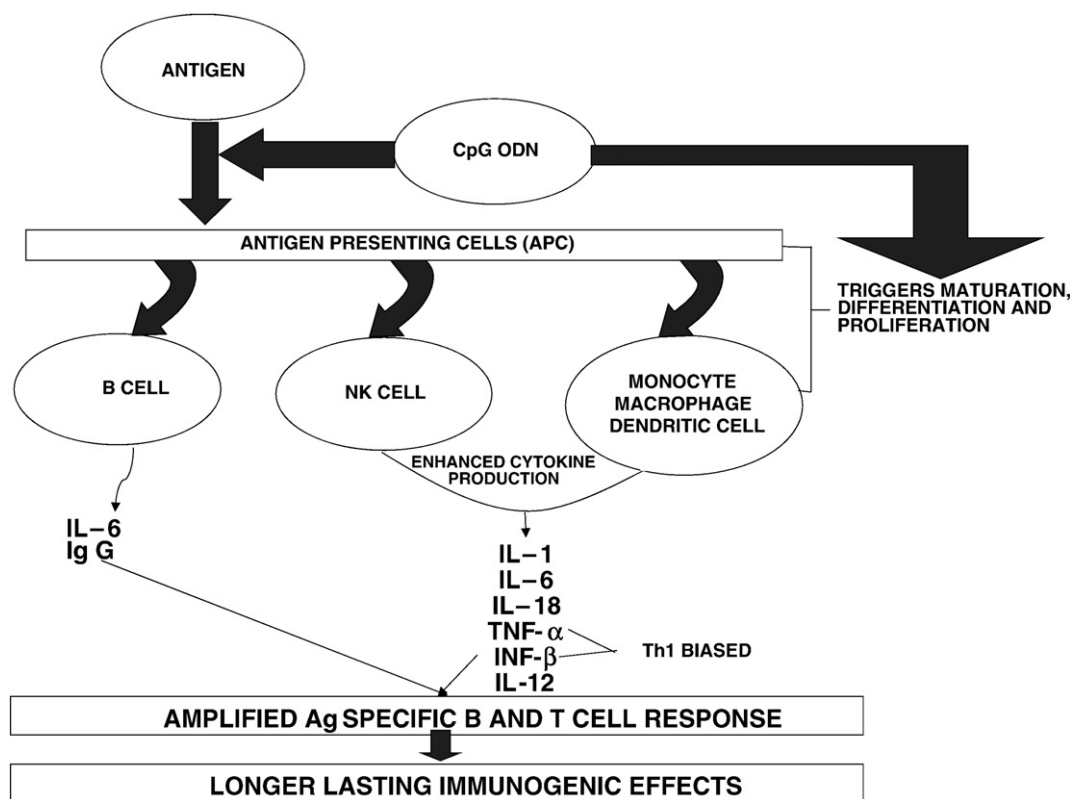 ANTIGEN
CpG ODN
ANTIGEN PRESENTING CELLS (APC)
TRIGGERS MATURATION,
DIFFERENTIATION AND
PROLIFERATION
B CELL
NK CELL
MONOCYTE
MACROPHAGE
DENDRITIC CELL
ENHANCED CYTOKINE
PRODUCTION
IL–6
Ig G
IL–1
IL–6
IL–18
TNF-α
INF-β
IL-12
Th1 BIASED
AMPLIFIED Ag SPECIFIC B AND T CELL RESPONSE
LONGER LASTING IMMUNOGENIC EFFECTS